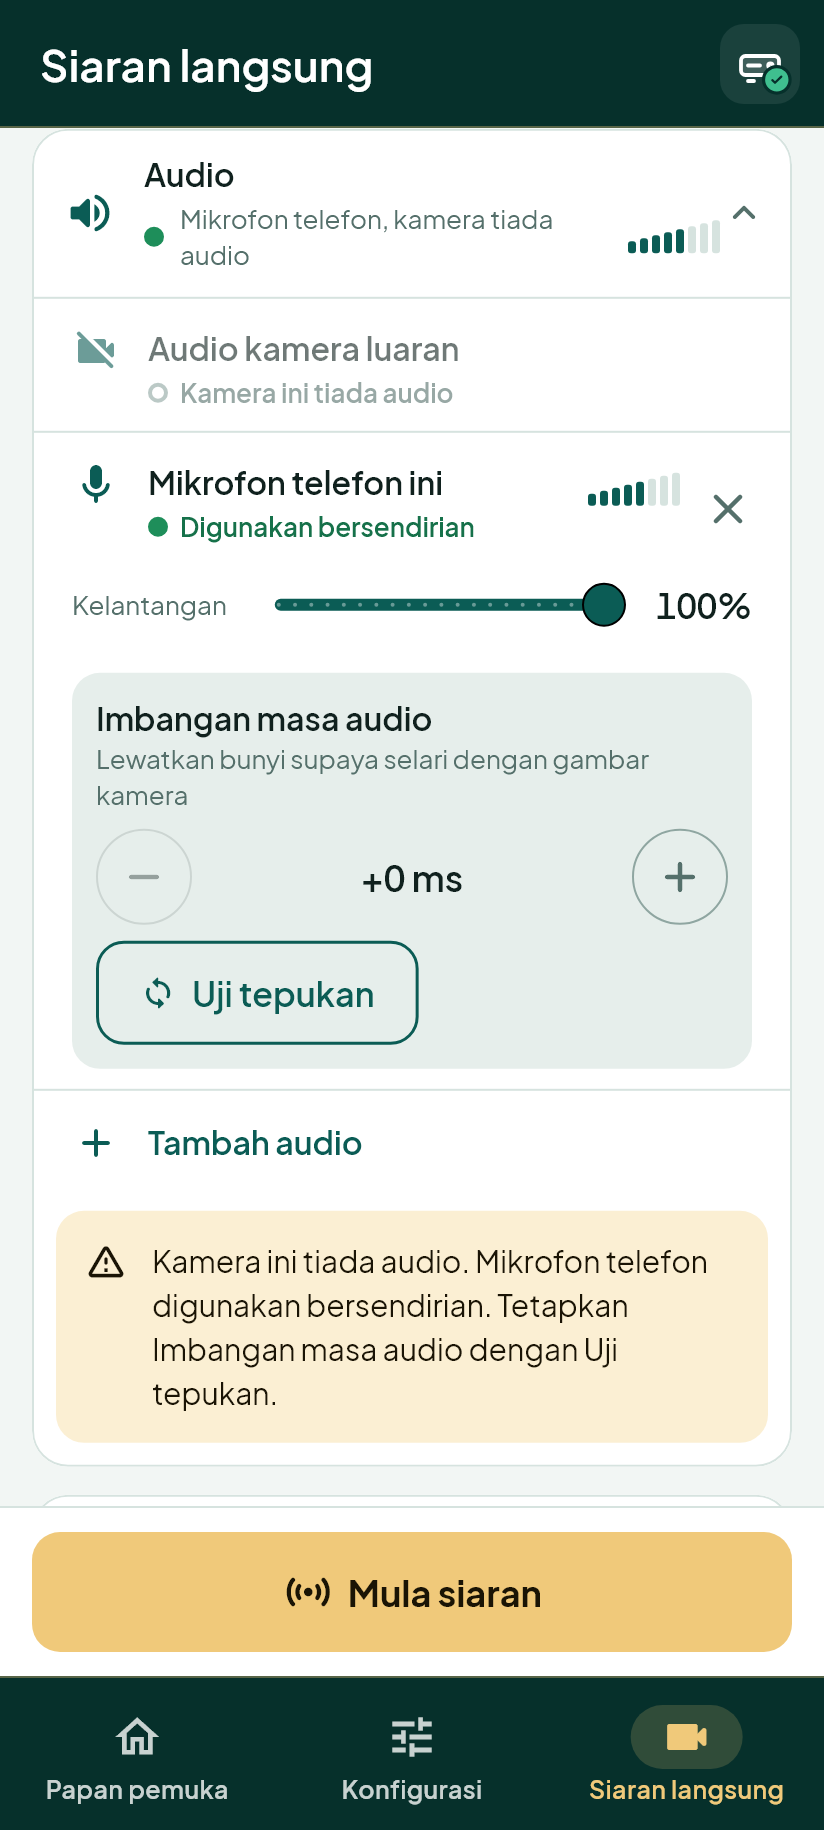 Siaran langsung
Audio
Mikrofon telefon, kamera tiada
audio
Audio kamera luaran
Kamera ini tiada audio
Mikrofon telefon ini
Digunakan bersendirian
Kelantangan
100%
Imbangan masa audio
Lewatkan bunyi supaya selari dengan gambar
kamera
+0 ms
Uji tepukan
Tambah audio
Kamera ini tiada audio. Mikrofon telefon
digunakan bersendirian. Tetapkan
Imbangan masa audio dengan Uji
tepukan.
Mula siaran
Papan pemuka
Konfigurasi
Siaran langsung